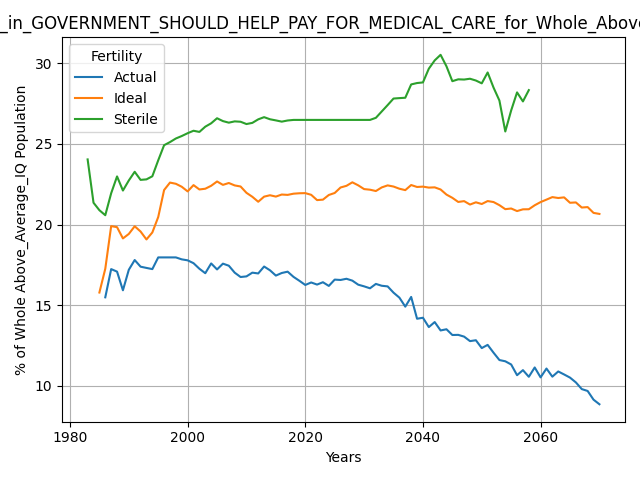 _in_GOVERNMENT_SHOULD_HELP_PAY_FOR_MEDICAL_CARE_for_Whole_Above
Fertility
Actual
Ideal
Sterile
% of Whole Above_Average_IQ Population
30
25
20
15
10
1980
2000
2020
2040
2060
Years